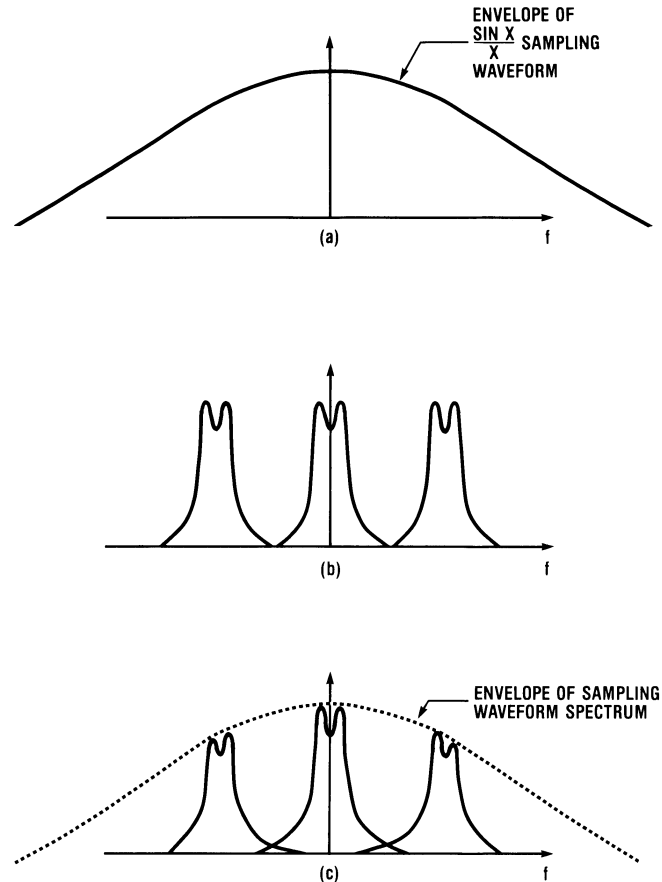 ENVELOPE OF
SIN X
X
SAMPLING
WAVEFORM
(a)
f
(b)
f
ENVELOPE OF SAMPLING
WAVEFORM SPECTRUM
(c)
f